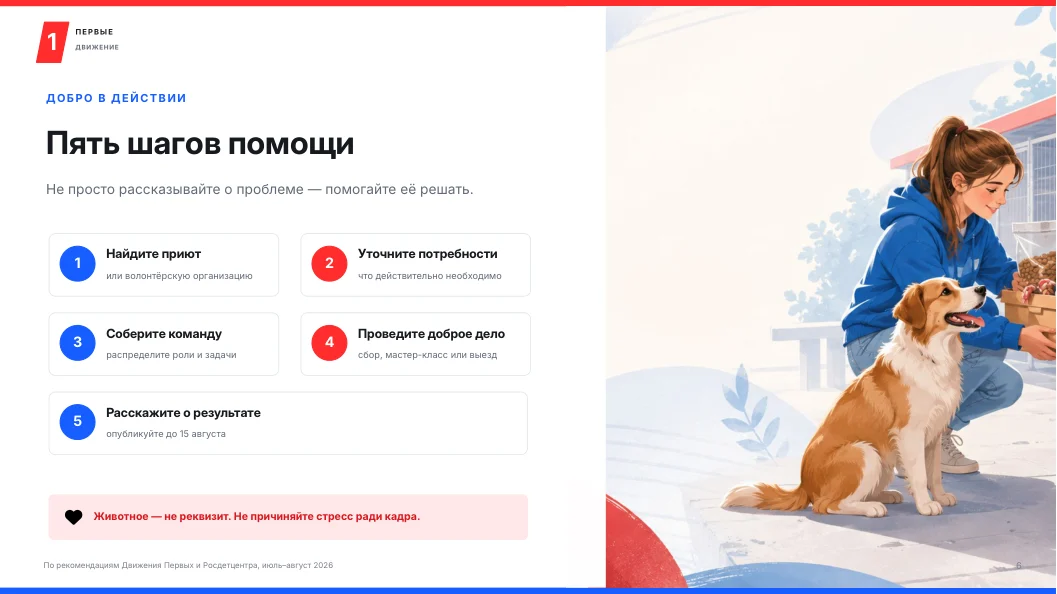 1
ПЕРВЫЕ
ДВИЖЕНИЕ
ДОБРО В ДЕЙСТВИИ
Пять шагов помощи
Не просто рассказывайте о проблеме — помогайте её решать.
1
Найдите приют
или волонтёрскую организацию
2
Уточните потребности
что действительно необходимо
3
Соберите команду
распределите роли и задачи
4
Проведите доброе дело
сбор, мастер-класс или выезд
5
Расскажите о результате
опубликуйте до 15 августа
Животное — не реквизит. Не причиняйте стресс ради кадра.
По рекомендациям Движения Первых и Росдетцентра, июль–август 2026
6